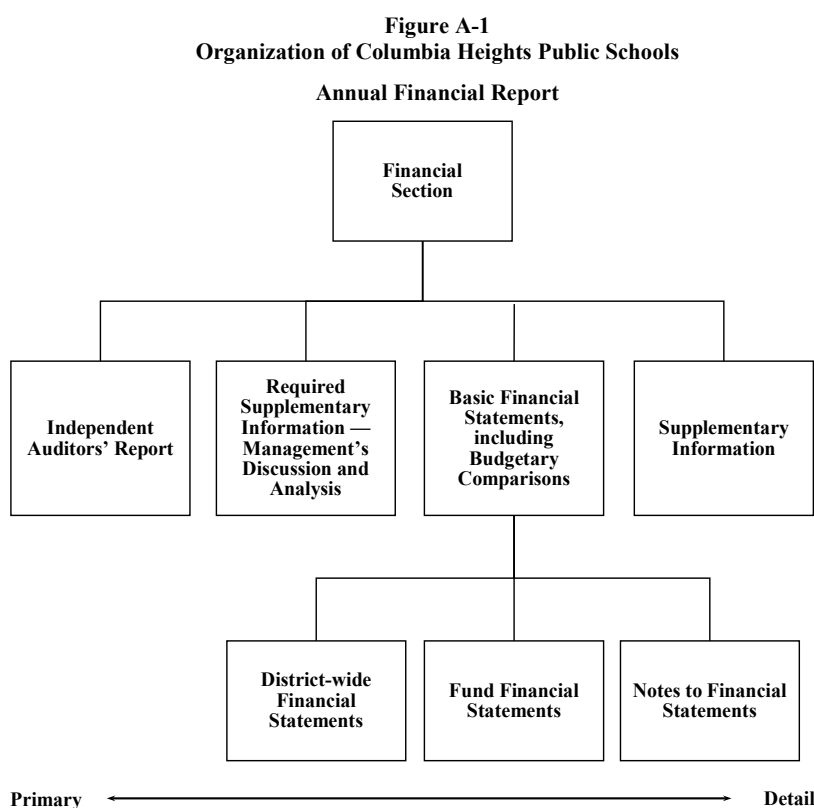 Figure A-1
Organization of Columbia Heights Public Schools
Annual Financial Report
Financial
Section
Independent
Auditors’ Report
Required
Supplementary
Information —
Management’s
Discussion and
Analysis
Basic Financial
Statements,
including
Budgetary
Comparisons
Supplementary
Information
District-wide
Financial
Statements
Fund Financial
Statements
Notes to Financial
Statements
Primary
Detail